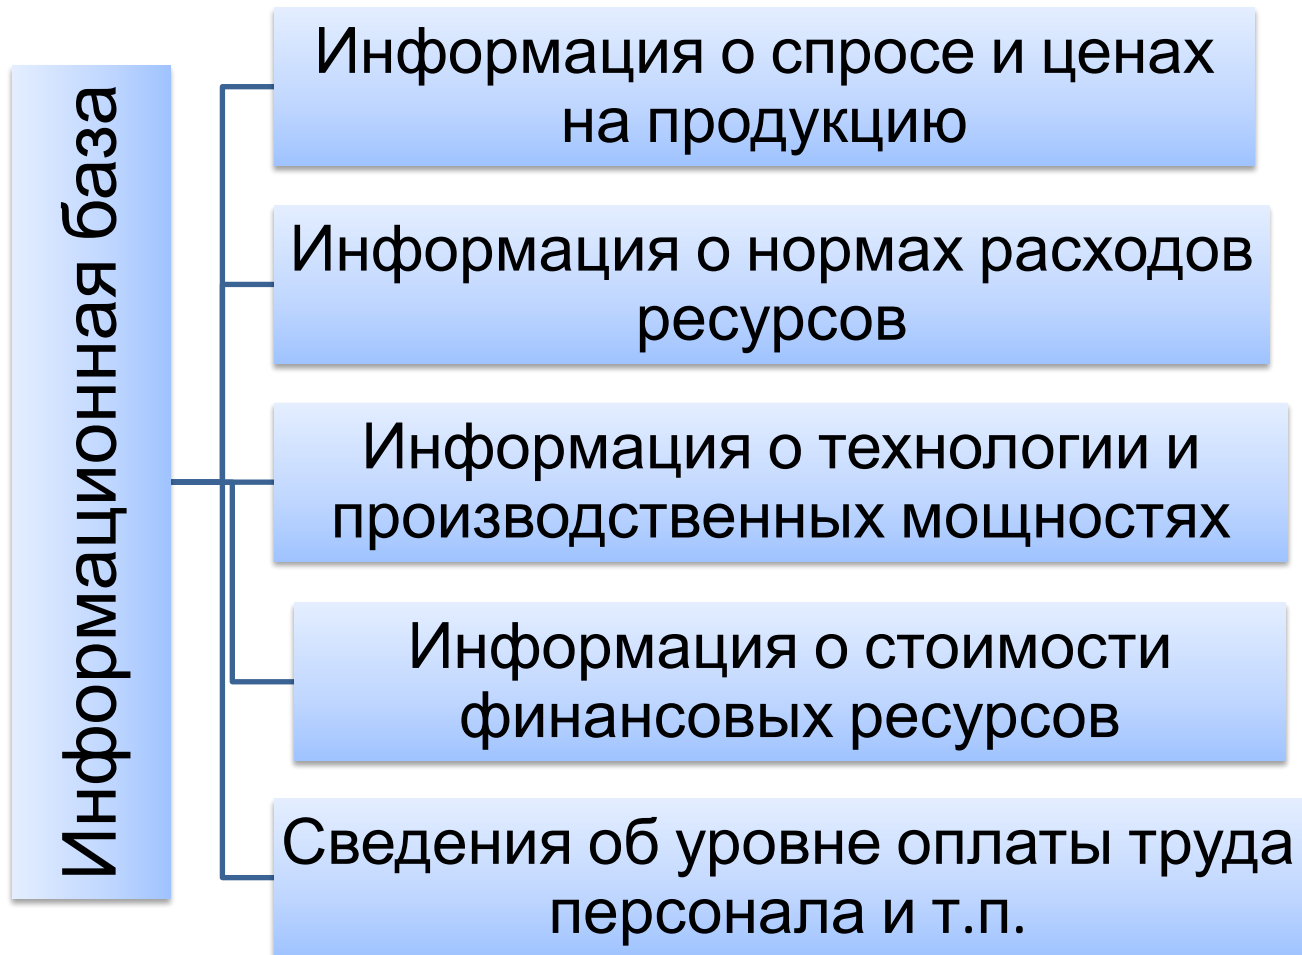 Информационная база
Информация о спросе и ценах
на продукцию
Информация о нормах расходов
ресурсов
Информация о технологии и
производственных мощностях
Информация о стоимости
финансовых ресурсов
Сведения об уровне оплаты труда
персонала и т.п.